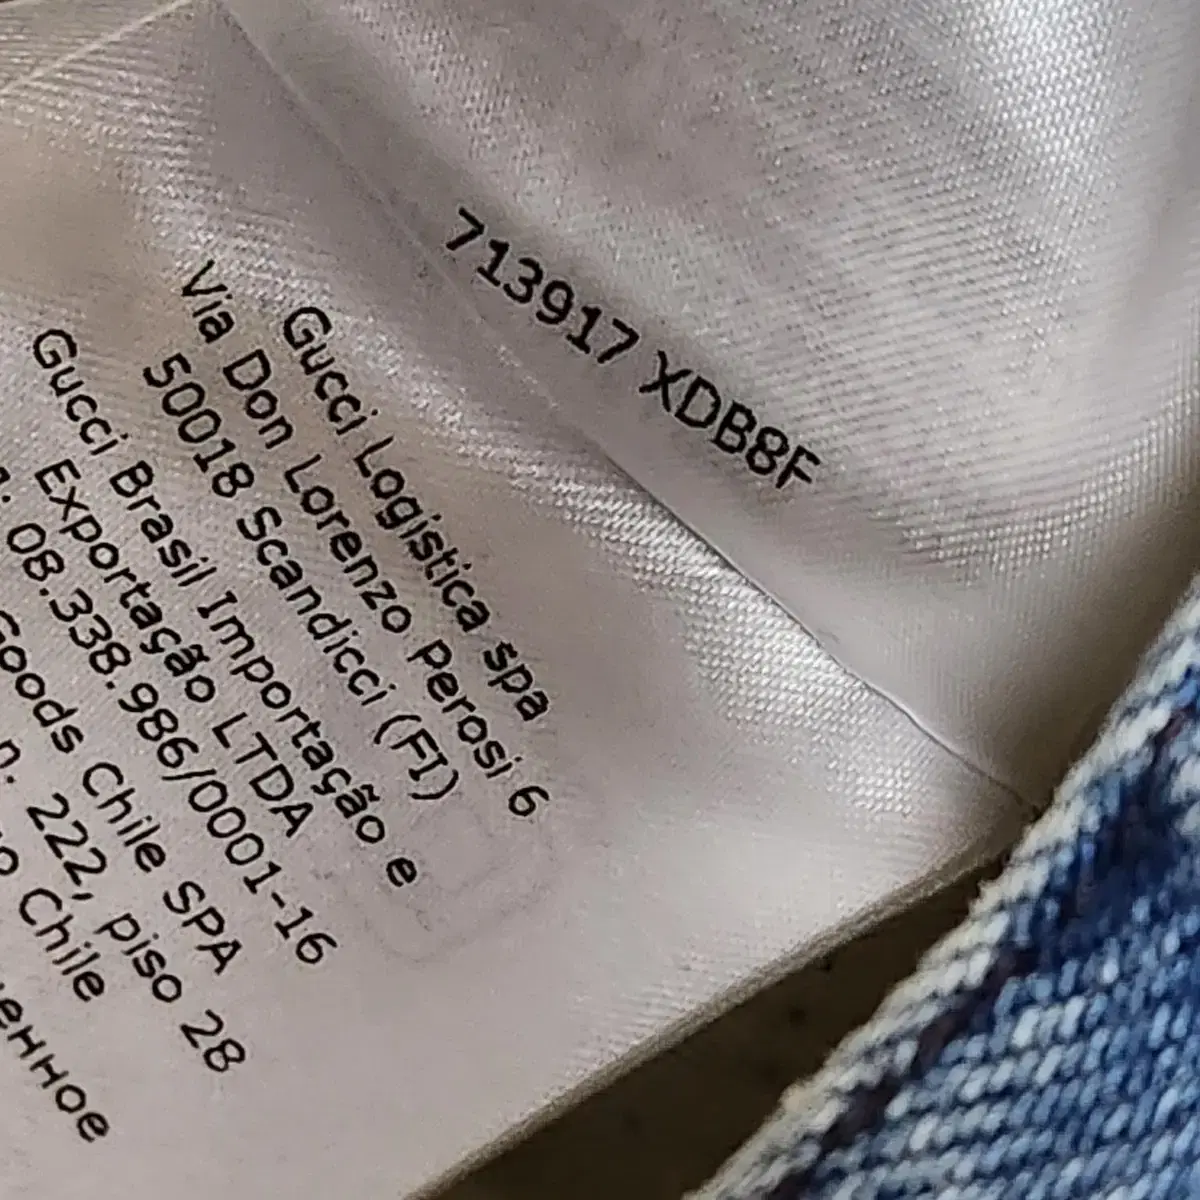 713917 XDB8F
Gucci Logistica spa
Via Don Lorenzo Perosi 6
50018 Scandicci (FI)
Gucci Brasil Importação e
Exportação LTDA
: 08.338.986/0001-16
Goods Chile SPA
n. 222, piso 28
Chile
енное